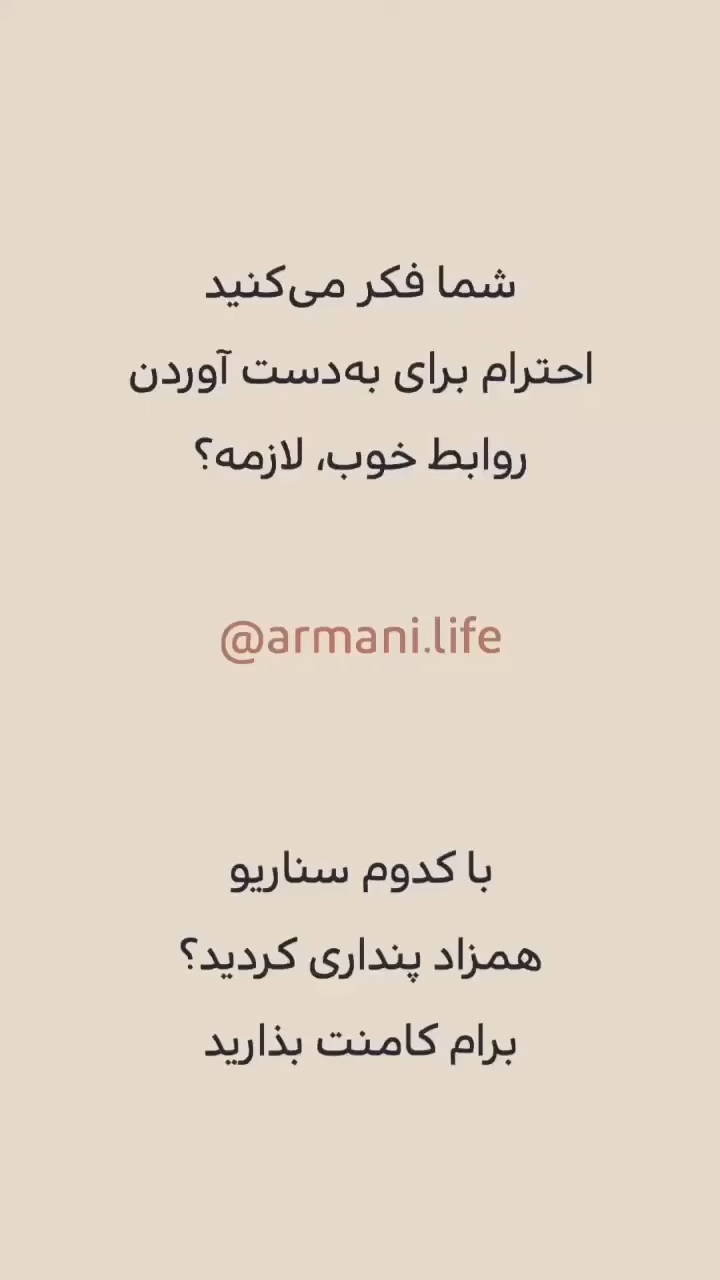 شما فکر می‌کنید
احترام برای به‌دست آوردن
روابط خوب، لازمه؟
@armani.life
با کدوم سناریو
همزاد پنداری کردید؟
برام کامنت بذارید